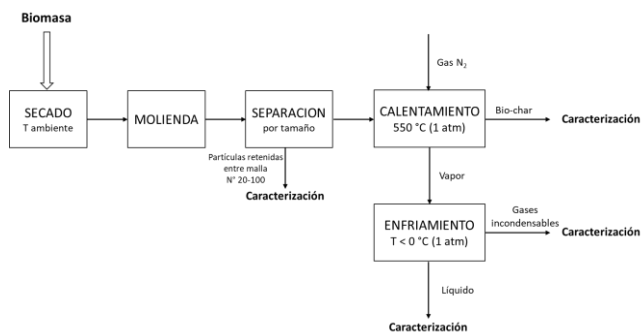 Biomasa
SECADO
T ambiente
MOLIENDA
SEPARACION
por tamaño
Partículas retenidas
entre malla
N° 20-100
Caracterización
Gas N₂
CALENTAMIENTO
550 °C (1 atm)
Bio-char
Caracterización
Vapor
ENFRIAMIENTO
T < 0 °C (1 atm)
Gases
incondensables
Caracterización
Líquido
Caracterización